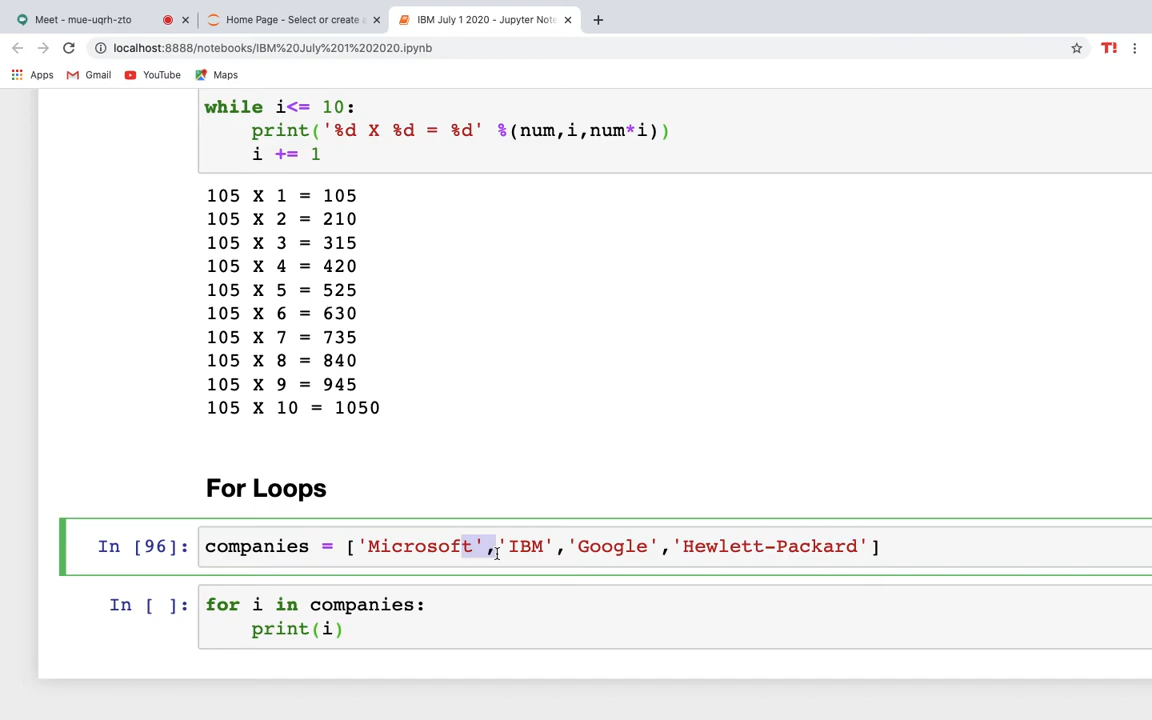 Meet - mue-uqrh-zto
Home Page - Select or create a
IBM July 1 2020 - Jupyter Note
localhost:8888/notebooks/IBM%20July%201%202020.ipynb
T!
Apps Gmail YouTube Maps
while i<= 10:
print('%d X %d = %d' %(num,i,num*i))
i += 1
105 X 1 = 105
105 X 2 = 210
105 X 3 = 315
105 X 4 = 420
105 X 5 = 525
105 X 6 = 630
105 X 7 = 735
105 X 8 = 840
105 X 9 = 945
105 X 10 = 1050
For Loops
In [96]: companies = ['Microsoft','IBM','Google','Hewlett-Packard']
In [ ]: for i in companies:
print(i)